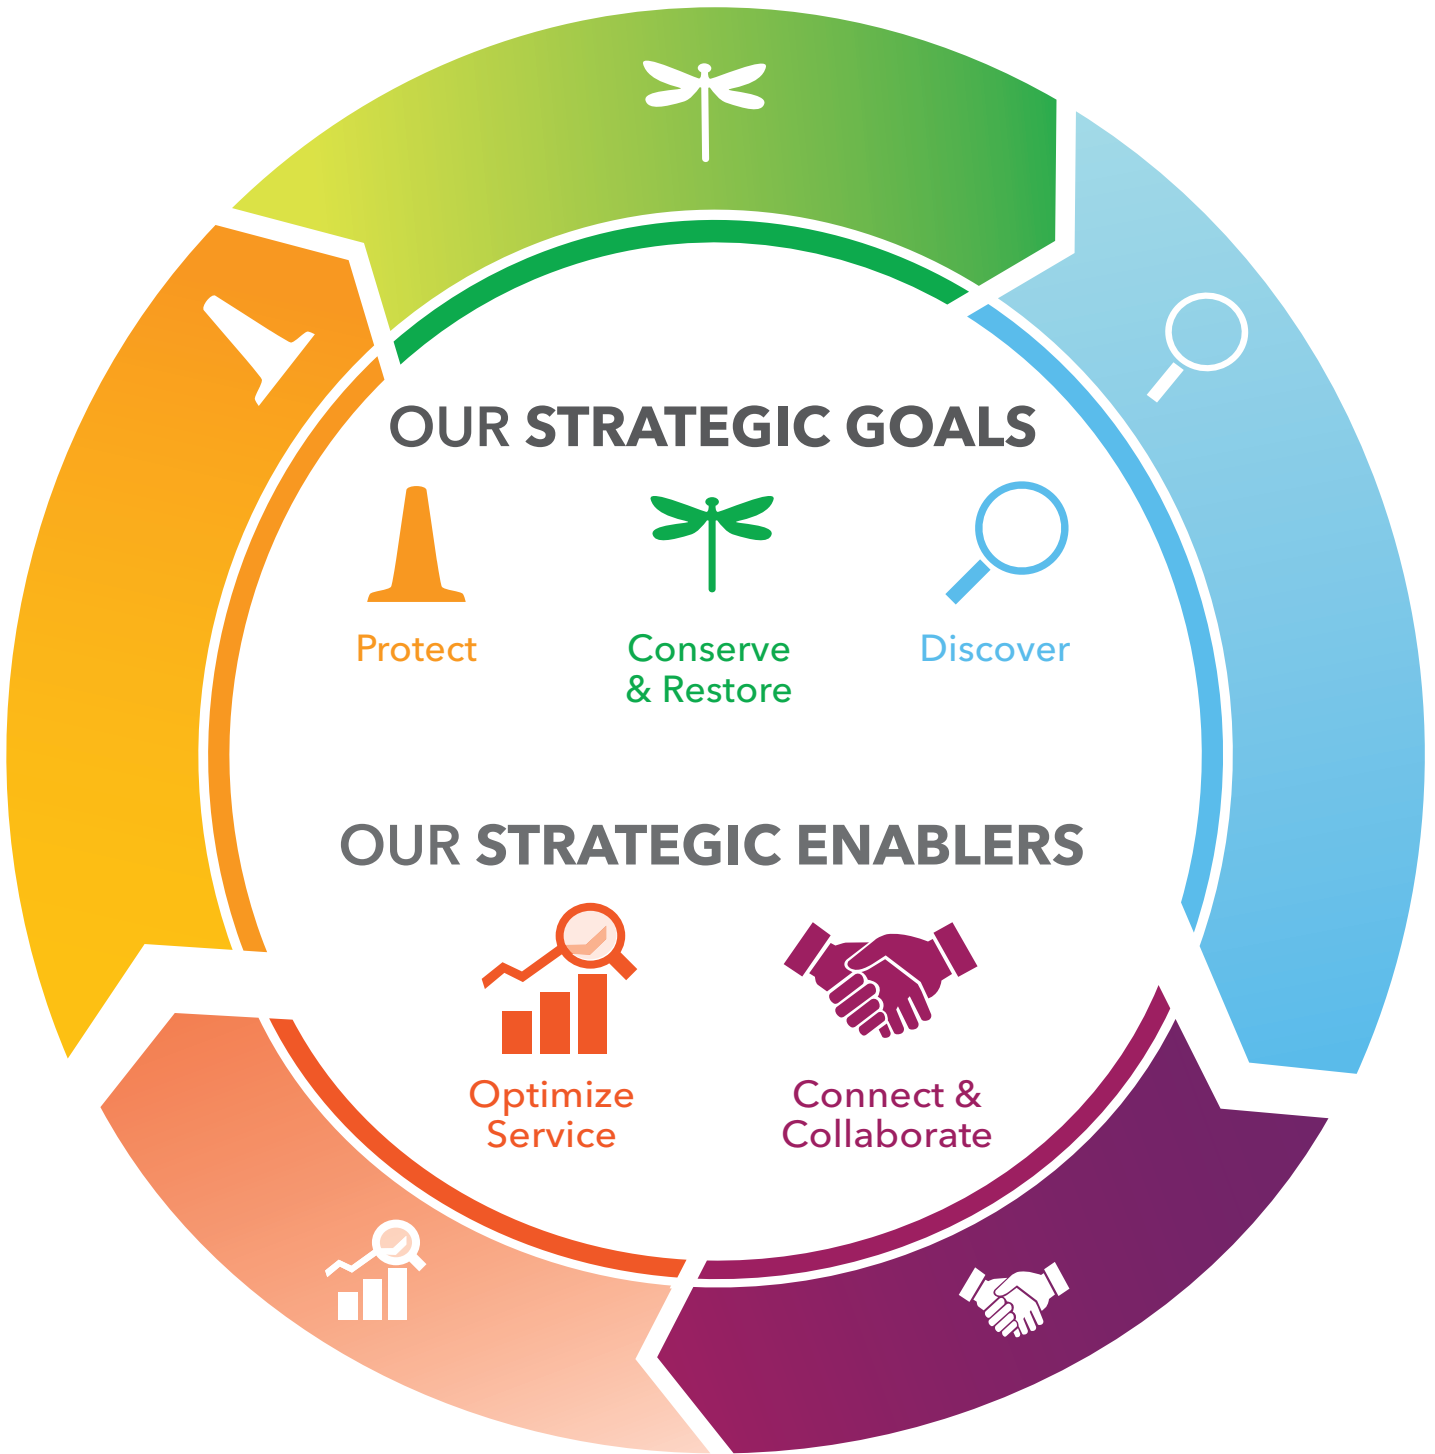 OUR STRATEGIC GOALS
Protect
Conserve
& Restore
Discover
OUR STRATEGIC ENABLERS
Optimize
Service
Connect &
Collaborate